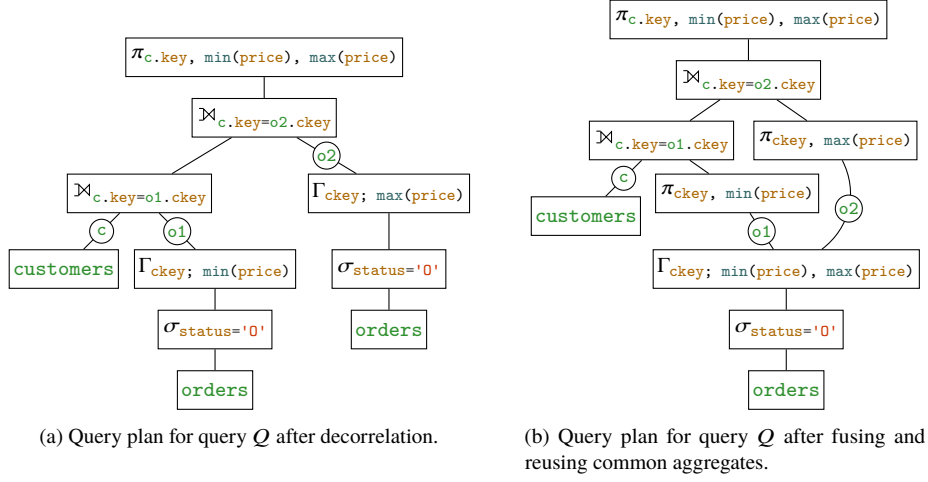 π c.key, min(price), max(price)
⟕ c.key=o2.ckey
o2
⟕ c.key=o1.ckey
Γ ckey; max(price)
c
o1
customers
Γ ckey; min(price)
σ status='O'
σ status='O'
orders
orders
(a) Query plan for query Q after decorrelation.
π c.key, min(price), max(price)
⟕ c.key=o2.ckey
⟕ c.key=o1.ckey
π ckey, max(price)
c
customers
π ckey, min(price)
o1
o2
Γ ckey; min(price), max(price)
σ status='O'
orders
(b) Query plan for query Q after fusing and
reusing common aggregates.